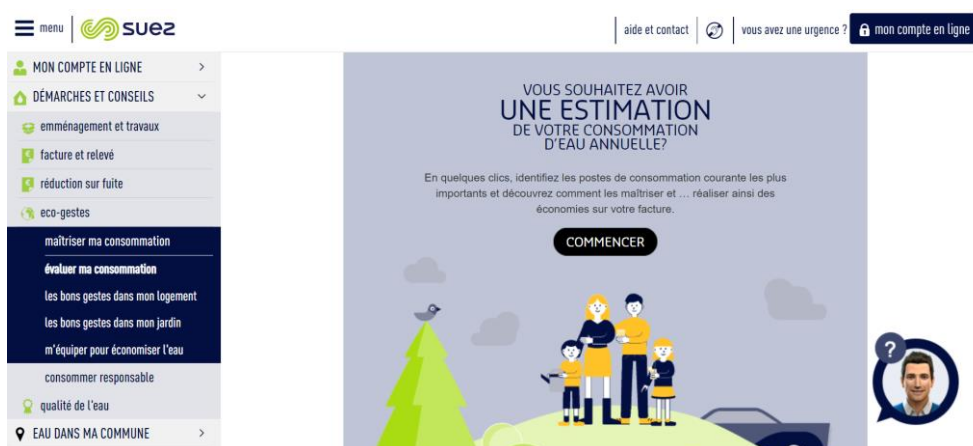 menu
suez
aide et contact
vous avez une urgence ?
mon compte en ligne
MON COMPTE EN LIGNE
DÉMARCHES ET CONSEILS
emménagement et travaux
facture et relevé
réduction sur fuite
eco-gestes
maîtriser ma consommation
évaluer ma consommation
les bons gestes dans mon logement
les bons gestes dans mon jardin
m'équiper pour économiser l'eau
consommer responsable
qualité de l'eau
EAU DANS MA COMMUNE
VOUS SOUHAITEZ AVOIR
UNE ESTIMATION
DE VOTRE CONSOMMATION
D'EAU ANNUELLE?
En quelques clics, identifiez les postes de consommation courante les plus
importants et découvrez comment les maîtriser et … réaliser ainsi des
économies sur votre facture.
COMMENCER
?